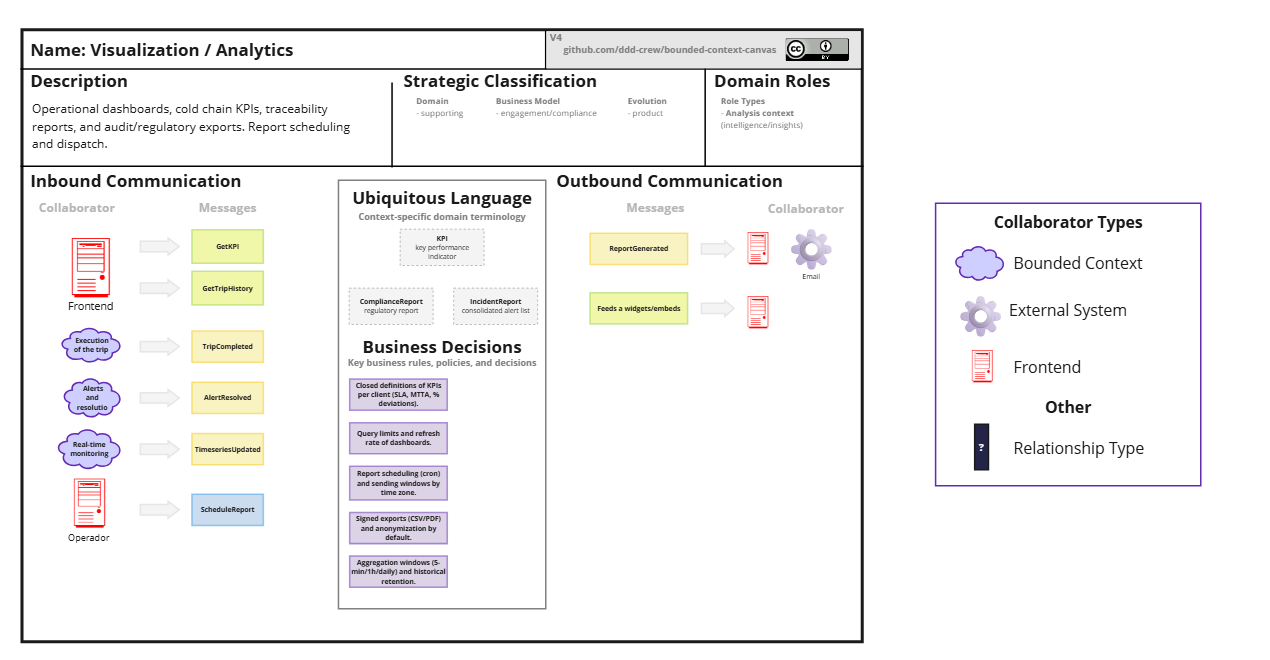 Name: Visualization / Analytics
V4
github.com/ddd-crew/bounded-context-canvas
cc
BY
Description
Operational dashboards, cold chain KPIs, traceability
reports, and audit/regulatory exports. Report scheduling
and dispatch.
Strategic Classification
Domain
- supporting
Business Model
- engagement/compliance
Evolution
- product
Domain Roles
Role Types
- Analysis context
(intelligence/insights)
Inbound Communication
Collaborator
Messages
Frontend
GetKPI
GetTripHistory
Execution
of the trip
TripCompleted
Alerts
and
resolutio
AlertResolved
Real-time
monitoring
TimeseriesUpdated
Operador
ScheduleReport
Ubiquitous Language
Context-specific domain terminology
KPI
key performance
indicator
ComplianceReport
regulatory report
IncidentReport
consolidated alert list
Business Decisions
Key business rules, policies, and decisions
Closed definitions of KPIs
per client (SLA, MTTA, %
deviations).
Query limits and refresh
rate of dashboards.
Report scheduling (cron)
and sending windows by
time zone.
Signed exports (CSV/PDF)
and anonymization by
default.
Aggregation windows (5-
min/1h/daily) and historical
retention.
Outbound Communication
Messages
Collaborator
ReportGenerated
Email
Feeds a widgets/embeds
Collaborator Types
Bounded Context
External System
Frontend
Other
?
Relationship Type